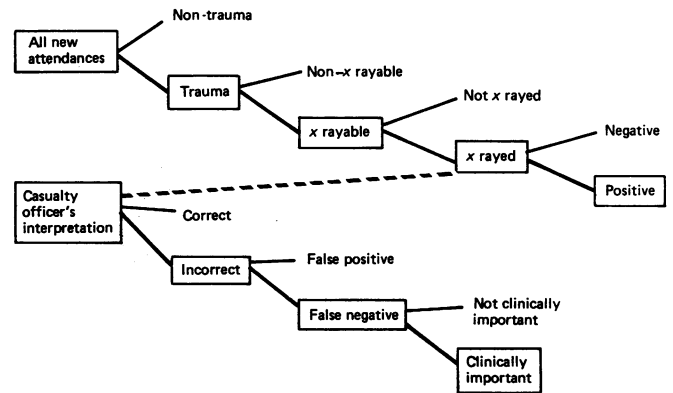 Non-trauma
All new
attendances
Non-x rayable
Trauma
Not x rayed
x rayable
Negative
x rayed
Positive
Casualty
officer's
interpretation
Correct
False positive
Incorrect
Not clinically
important
False negative
Clinically
important